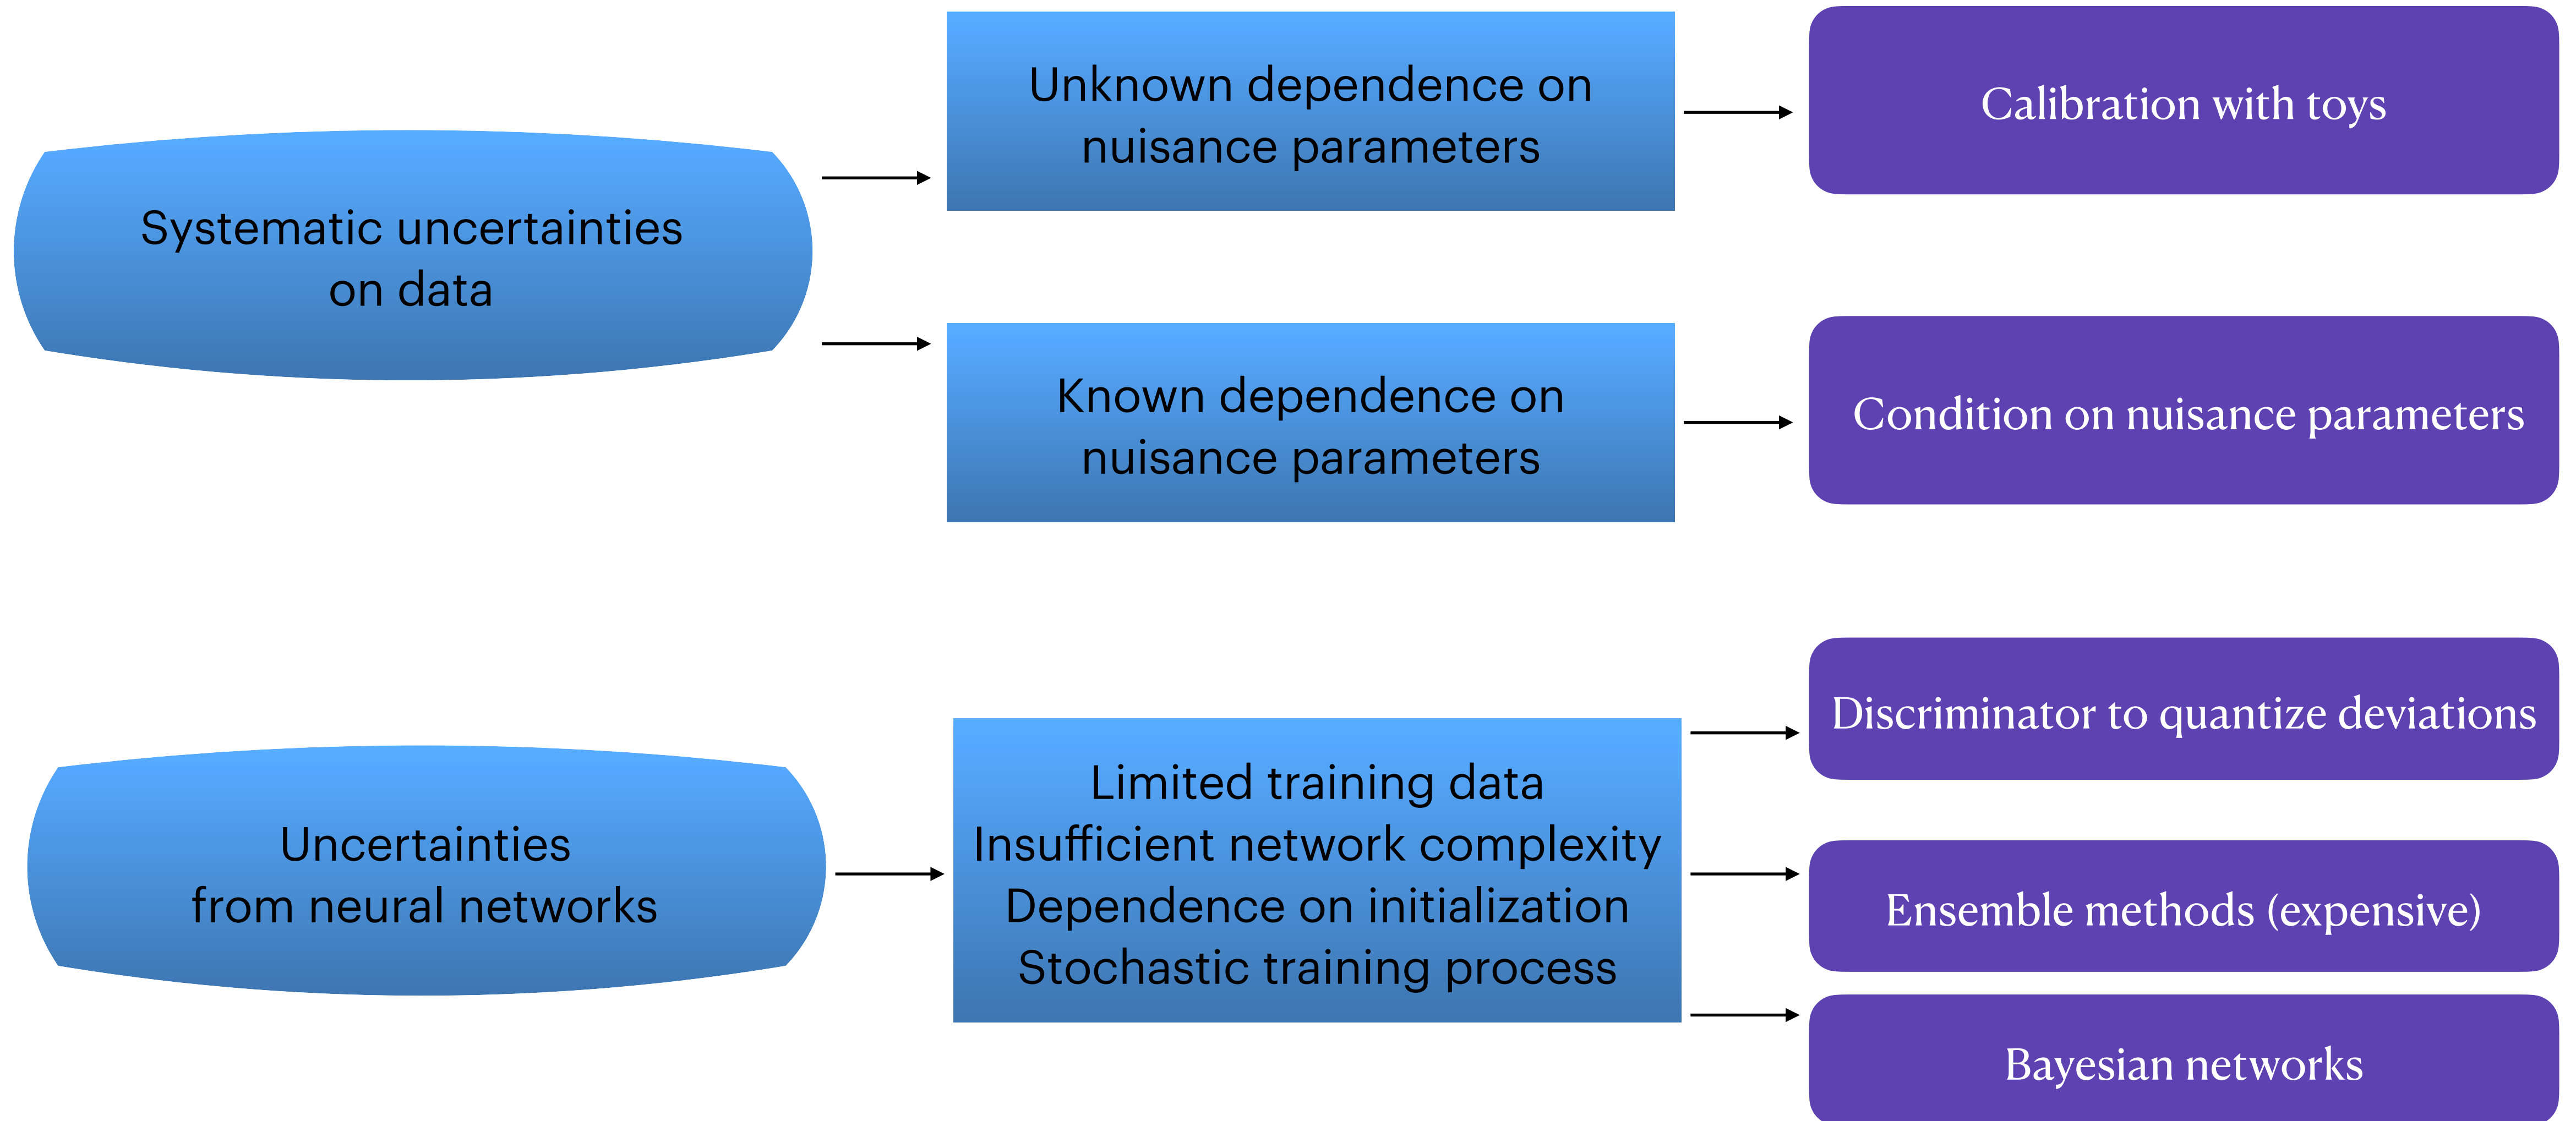 Systematic uncertainties
on data
Unknown dependence on
nuisance parameters
Calibration with toys
Known dependence on
nuisance parameters
Condition on nuisance parameters
Uncertainties
from neural networks
Limited training data
Insufficient network complexity
Dependence on initialization
Stochastic training process
Discriminator to quantize deviations
Ensemble methods (expensive)
Bayesian networks